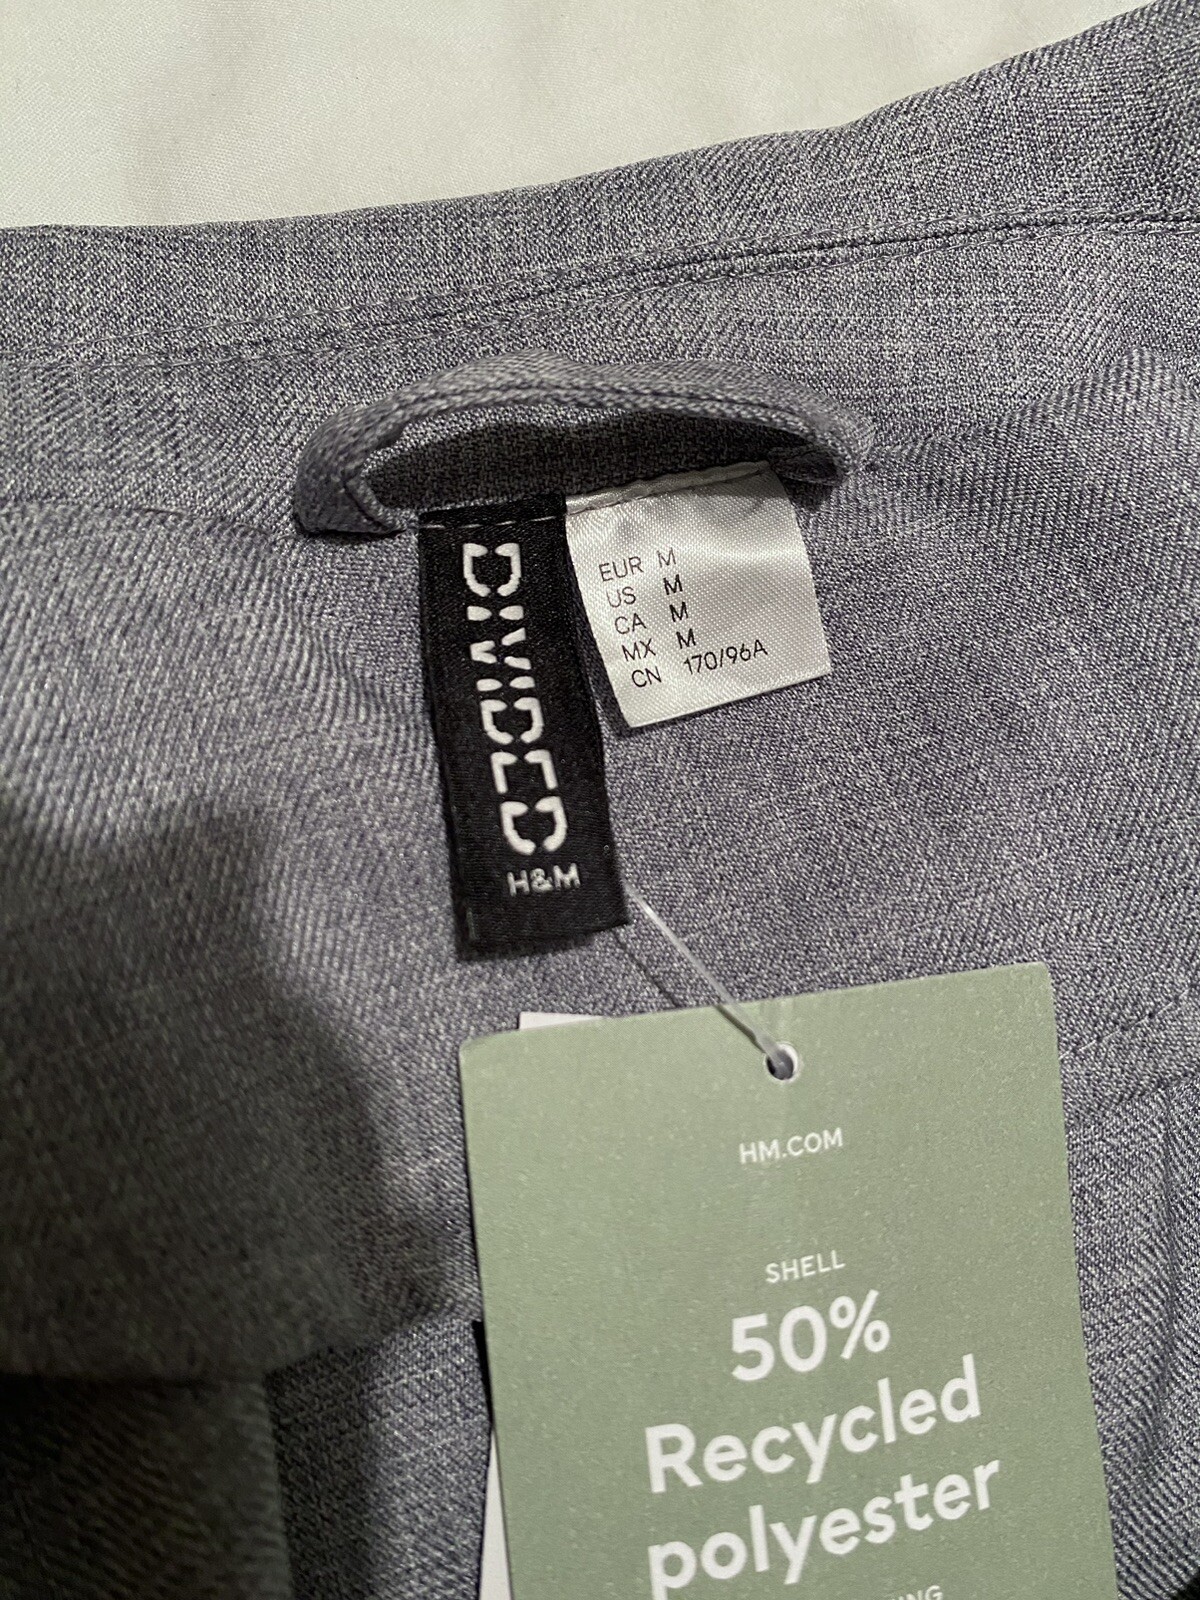 DIVIDED
H&M
EUR M
US M
CA M
MX M
CN 170/96A
HM.COM
SHELL
50%
Recycled
polyester